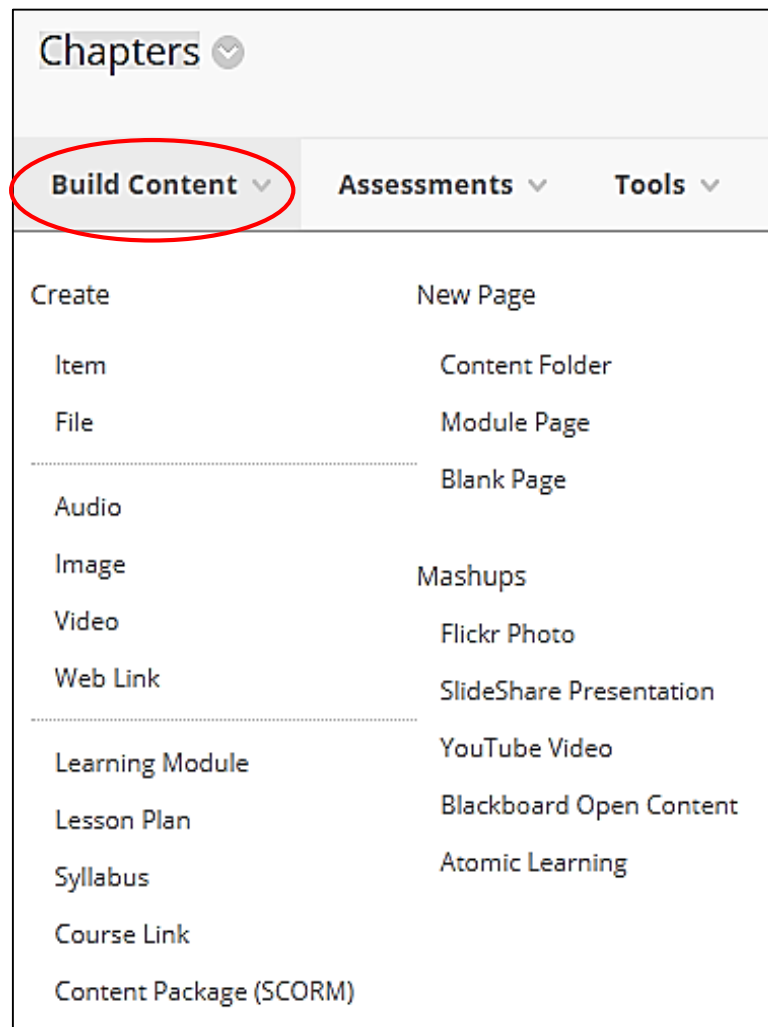 Chapters
Build Content Assessments Tools
Create
Item
File
Audio
Image
Video
Web Link
Learning Module
Lesson Plan
Syllabus
Course Link
Content Package (SCORM)
New Page
Content Folder
Module Page
Blank Page
Mashups
Flickr Photo
SlideShare Presentation
YouTube Video
Blackboard Open Content
Atomic Learning